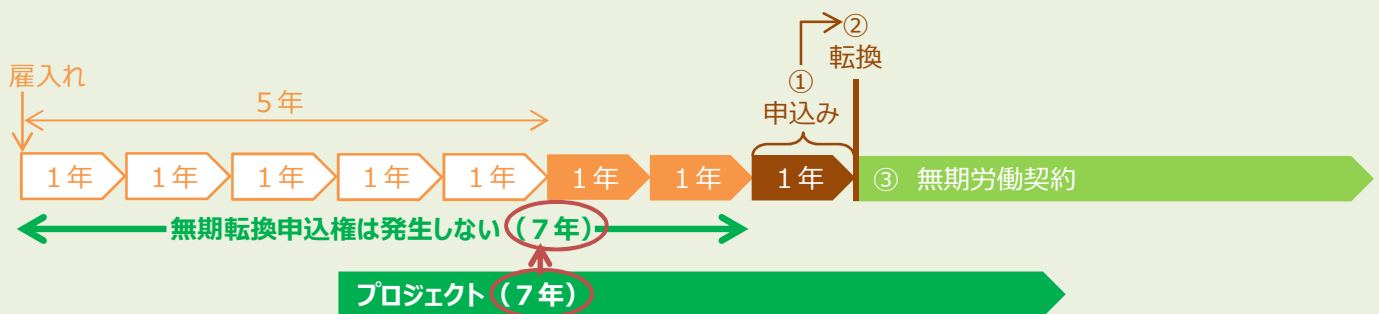 ②
転換
雇入れ
①
申込み
５年
１年 １年 １年 １年 １年 １年 １年 １年 ③ 無期労働契約
無期転換申込権は発生しない（７年）
プロジェクト（７年）